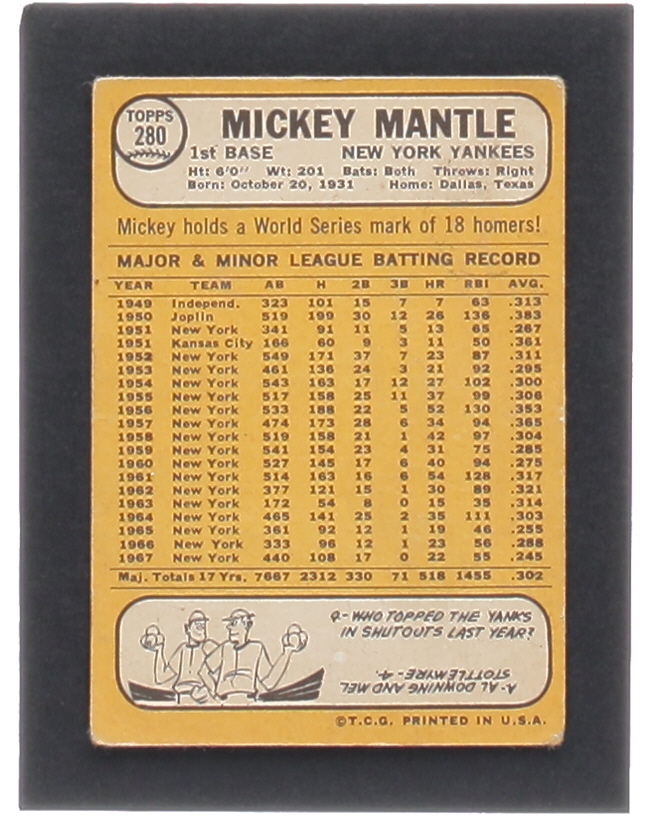 TOPPS
280
MICKEY MANTLE
1st BASE NEW YORK YANKEES
Ht: 6'0" Wt: 201 Bats: Both Throws: Right
Born: October 20, 1931 Home: Dallas, Texas
Mickey holds a World Series mark of 18 homers!
MAJOR & MINOR LEAGUE BATTING RECORD
YEAR TEAM AB H 2B 3B HR RBI AVG.
1949 Independ. 323 101 15 7 7 63 .313
1950 Joplin 519 199 30 12 26 136 .383
1951 New York 341 91 11 5 13 65 .267
1951 Kansas City 166 60 9 3 11 50 .361
1952 New York 549 171 37 7 23 87 .311
1953 New York 461 136 24 3 21 92 .295
1954 New York 543 163 17 12 27 102 .300
1955 New York 517 158 25 11 37 99 .306
1956 New York 533 188 22 5 52 130 .353
1957 New York 474 173 28 6 34 94 .365
1958 New York 519 158 21 1 42 97 .304
1959 New York 541 154 23 4 31 75 .285
1960 New York 527 145 17 6 40 94 .275
1961 New York 514 163 16 6 54 128 .317
1962 New York 377 121 15 1 30 89 .321
1963 New York 172 54 8 0 15 35 .314
1964 New York 465 141 25 2 35 111 .303
1965 New York 361 92 12 1 19 46 .255
1966 New York 333 96 12 1 23 56 .288
1967 New York 440 108 17 0 22 55 .245
Maj. Totals 17 Yrs. 7667 2312 330 71 518 1455 .302
Q- WHO TOPPED THE YANKS
IN SHUTOUTS LAST YEAR?
A- AL DOWNING AND MEL
STOTTLEMYRE - 4.
©T.C.G. PRINTED IN U.S.A.